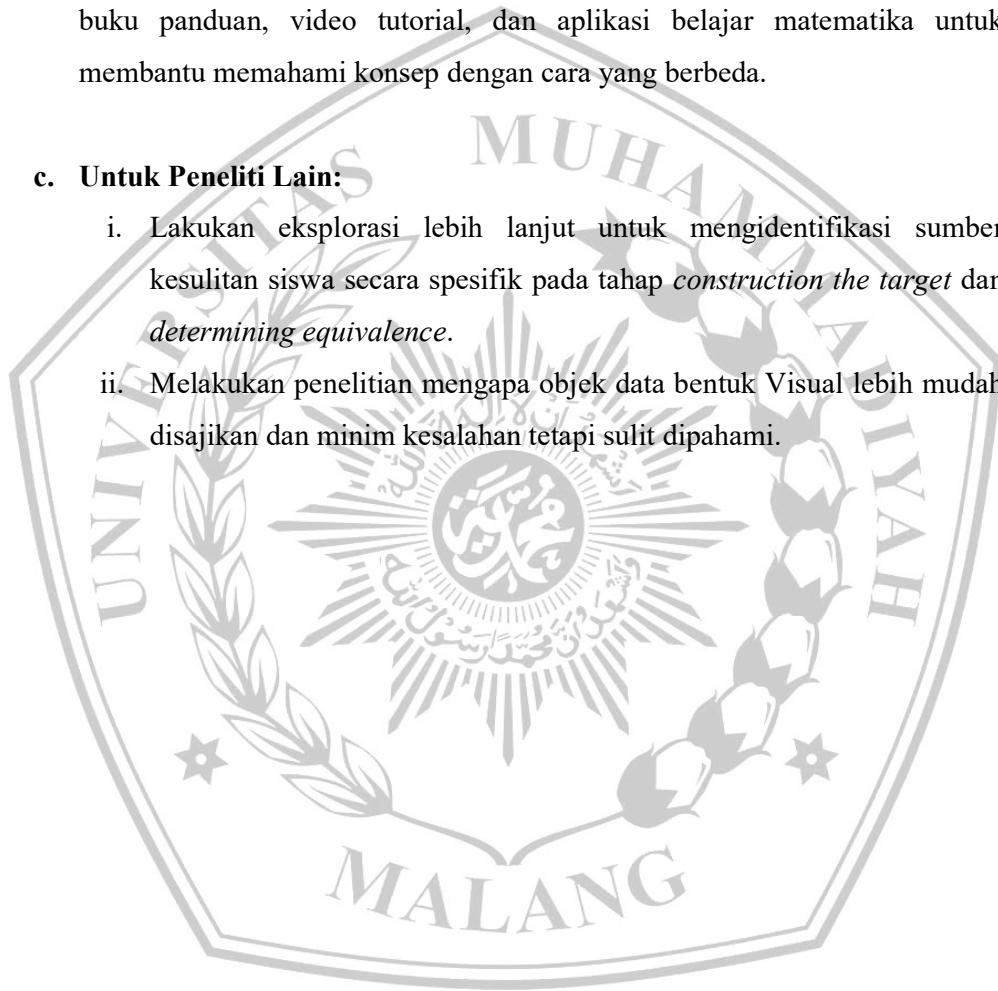 buku panduan, video tutorial, dan aplikasi belajar matematika untuk
membantu memahami konsep dengan cara yang berbeda.
c. Untuk Peneliti Lain:
i. Lakukan eksplorasi lebih lanjut untuk mengidentifikasi sumber
kesulitan siswa secara spesifik pada tahap construction the target dan
determining equivalence.
ii. Melakukan penelitian mengapa objek data bentuk Visual lebih mudah
disajikan dan minim kesalahan tetapi sulit dipahami.
UNIVERSITAS MUHAMMADIYAH
MALANG